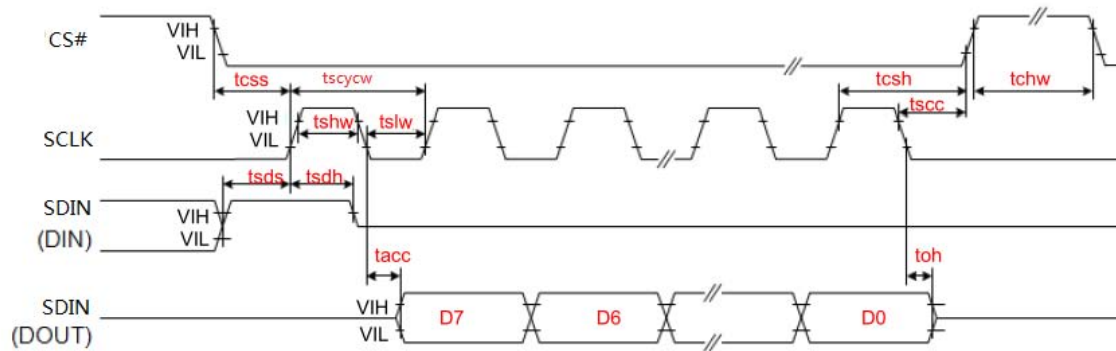 'CS#
VIH
VIL
tcss
tscycw
tcsh
tchw
tscc
SCLK
VIH
VIL
tshw
tslw
tsds
tsdh
SDIN
(DIN)
VIH
VIL
tacc
toh
SDIN
(DOUT)
VIH
VIL
D7
D6
D0